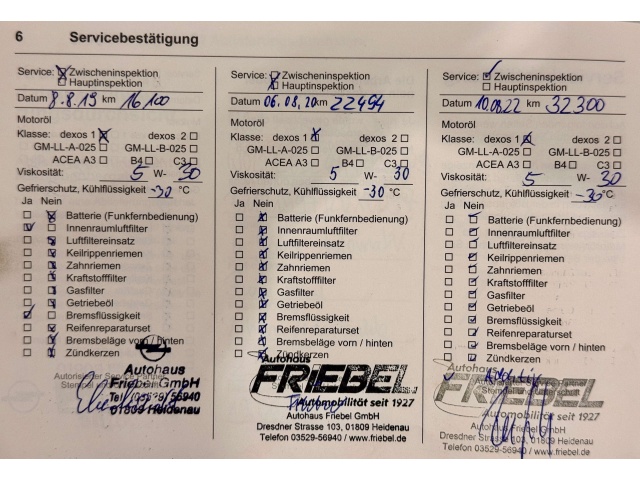 6 Servicebestätigung
Service: Zwischeninspektion
Hauptinspektion
Datum 8.8.19 km 16100
Motoröl
Klasse: dexos 1 dexos 2
GM-LL-A-025 GM-LL-B-025
ACEA A3 B4 C3
Viskosität: 5 W- 30
Gefrierschutz, Kühlflüssigkeit -30 °C
Ja Nein
Batterie (Funkfernbedienung)
Innenraumluftfilter
Luftfiltereinsatz
Keilrippenriemen
Zahnriemen
Kraftstofffilter
Gasfilter
Getriebeöl
Bremsflüssigkeit
Reifenreparaturset
Bremsbeläge vorn / hinten
Zündkerzen
Autohaus
Friebel GmbH
01809 Heidenau
Service: Zwischeninspektion
Hauptinspektion
Datum 06.08.20 km 22494
Motoröl
Klasse: dexos 1 dexos 2
GM-LL-A-025 GM-LL-B-025
ACEA A3 B4 C3
Viskosität: 5 W- 30
Gefrierschutz, Kühlflüssigkeit -30 °C
Ja Nein
Batterie (Funkfernbedienung)
Innenraumluftfilter
Luftfiltereinsatz
Keilrippenriemen
Zahnriemen
Kraftstofffilter
Gasfilter
Getriebeöl
Bremsflüssigkeit
Reifenreparaturset
Bremsbeläge vorn / hinten
Zündkerzen
Autohaus
FRIEBEL
Automobilität seit 1927
Autohaus Friebel GmbH
Dresdner Strasse 103, 01809 Heidenau
Telefon 03529-56940 / www.friebel.de
Service: Zwischeninspektion
Hauptinspektion
Datum 10.08.22 km 32300
Motoröl
Klasse: dexos 1 dexos 2
GM-LL-A-025 GM-LL-B-025
ACEA A3 B4 C3
Viskosität: 5 W- 30
Gefrierschutz, Kühlflüssigkeit -30 °C
Ja Nein
Batterie (Funkfernbedienung)
Innenraumluftfilter
Luftfiltereinsatz
Keilrippenriemen
Zahnriemen
Kraftstofffilter
Gasfilter
Getriebeöl
Bremsflüssigkeit
Reifenreparaturset
Bremsbeläge vorn / hinten
Zündkerzen
FRIEBEL
Automobilität seit 1927
Autohaus Friebel GmbH
Dresdner Strasse 103, 01809 Heidenau
Telefon 03529-56940 / www.friebel.de